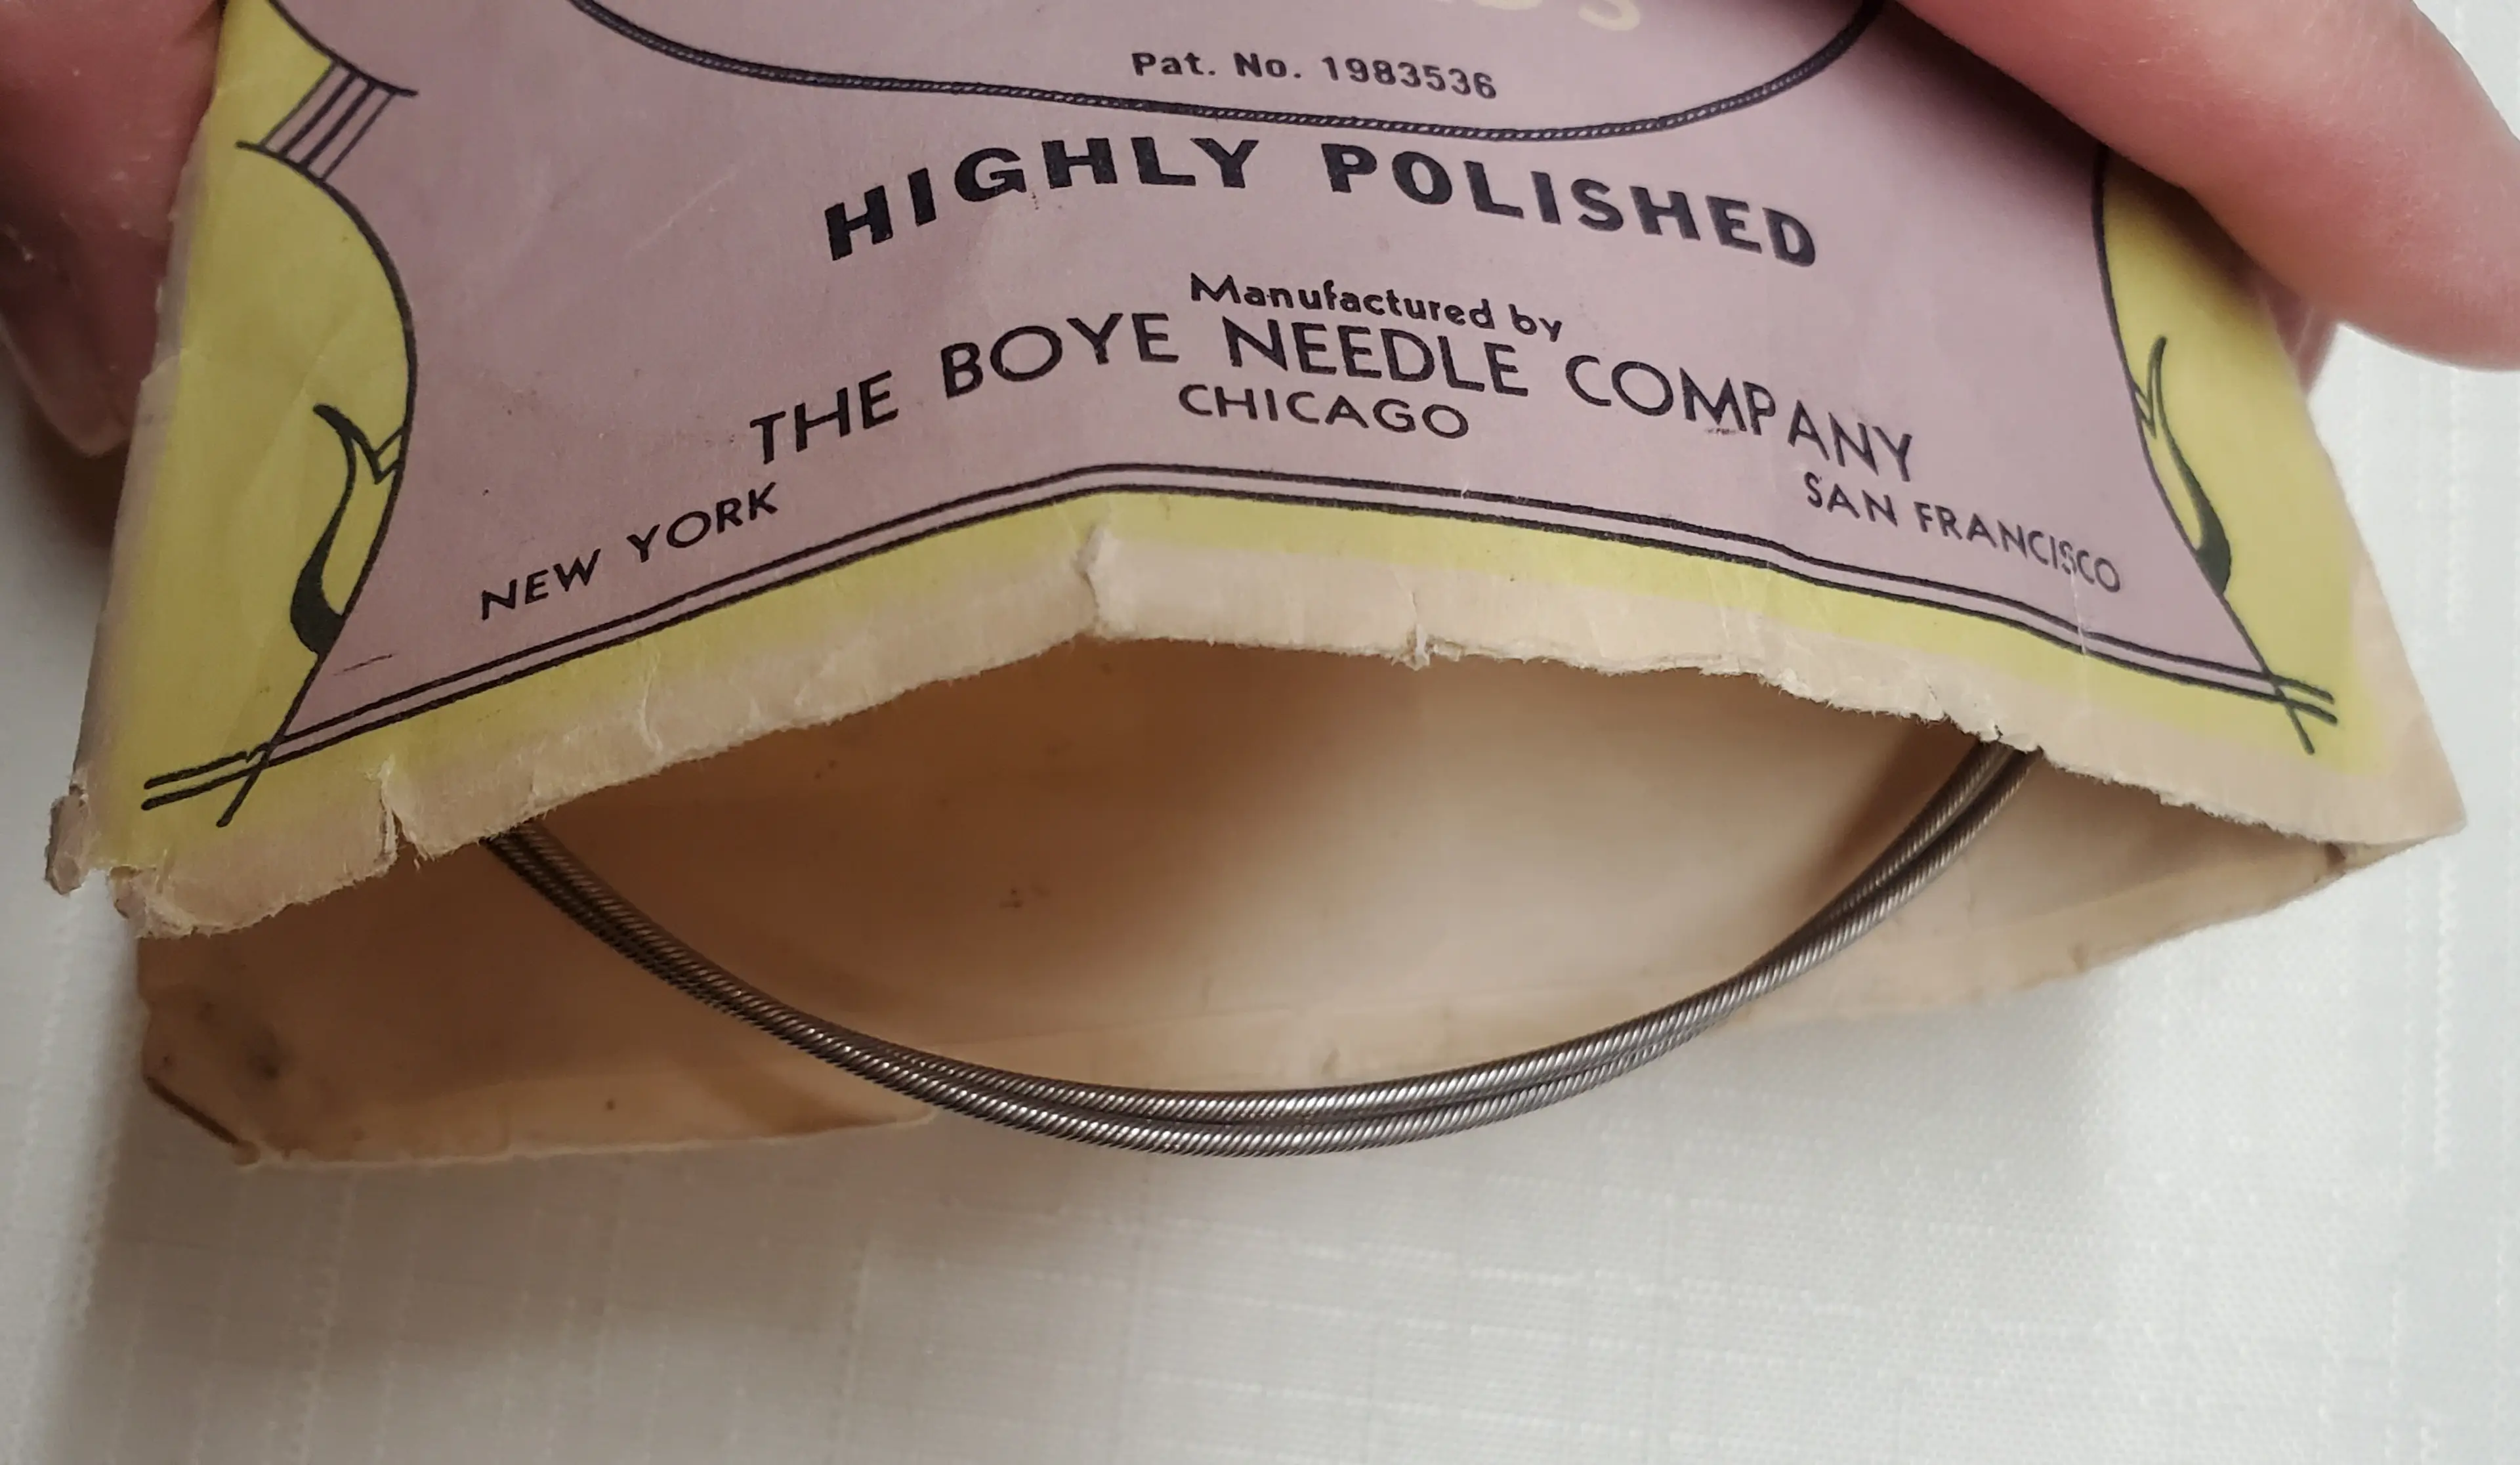 Pat. No. 1983536
HIGHLY POLISHED
Manufactured by
THE BOYE NEEDLE COMPANY
CHICAGO
NEW YORK
SAN FRANCISCO